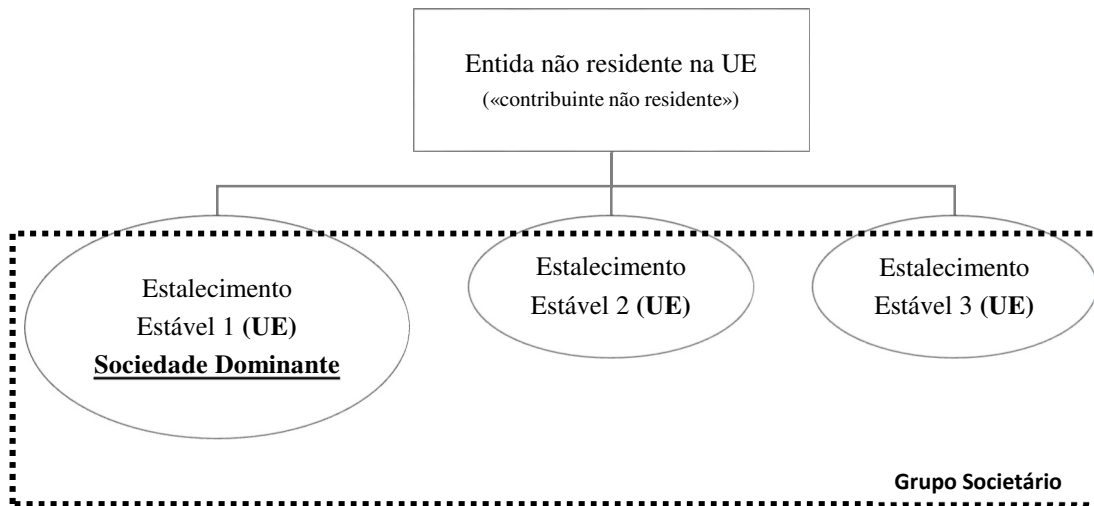 Entida não residente na UE
(«contribuinte não residente»)
Estalecimento
Estável 1 (UE)
Sociedade Dominante
Estalecimento
Estável 2 (UE)
Estalecimento
Estável 3 (UE)
Grupo Societário